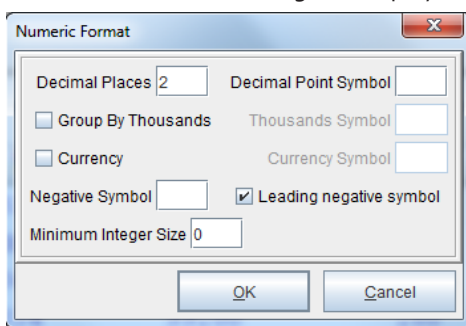 Numeric Format
Decimal Places 2 Decimal Point Symbol
Group By Thousands Thousands Symbol
Currency Currency Symbol
Negative Symbol Leading negative symbol
Minimum Integer Size 0
OK Cancel